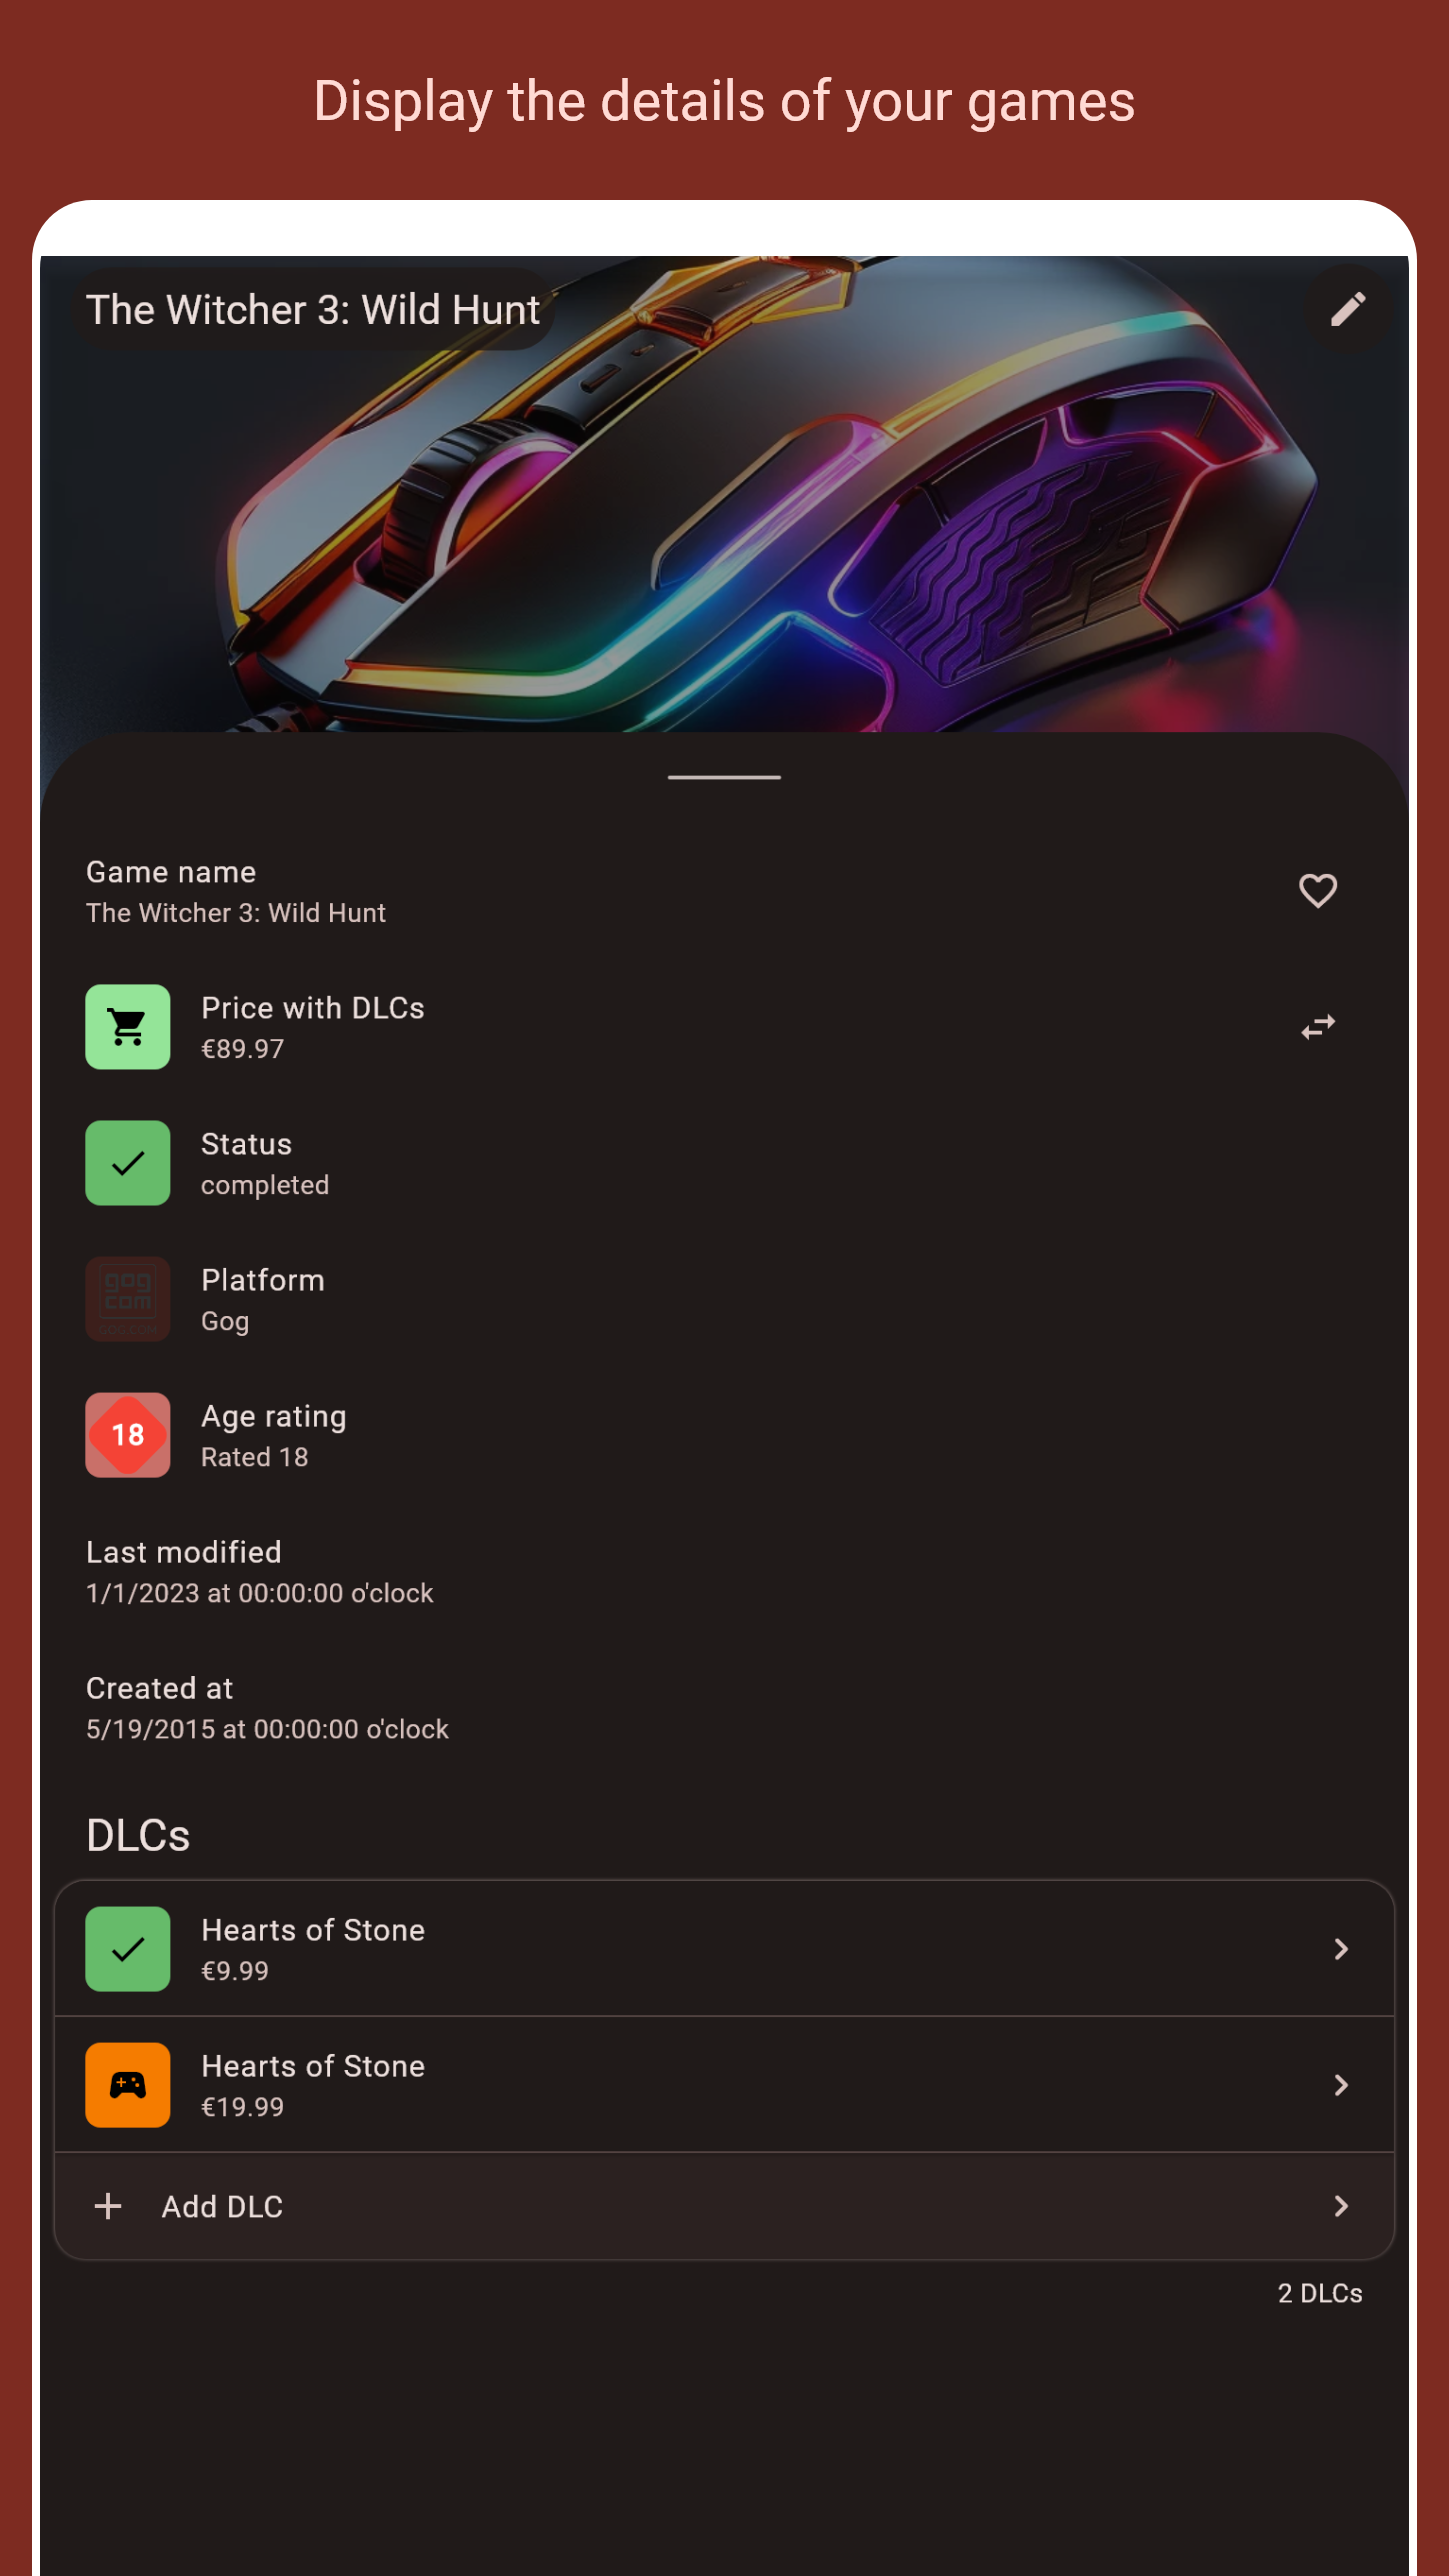 Display the details of your games
The Witcher 3: Wild Hunt
Game name
The Witcher 3: Wild Hunt
Price with DLCs
€89.97
Status
completed
gog
com
GOG.COM
Platform
Gog
18
Age rating
Rated 18
Last modified
1/1/2023 at 00:00:00 o'clock
Created at
5/19/2015 at 00:00:00 o'clock
DLCs
Hearts of Stone
€9.99
Hearts of Stone
€19.99
Add DLC
2 DLCs